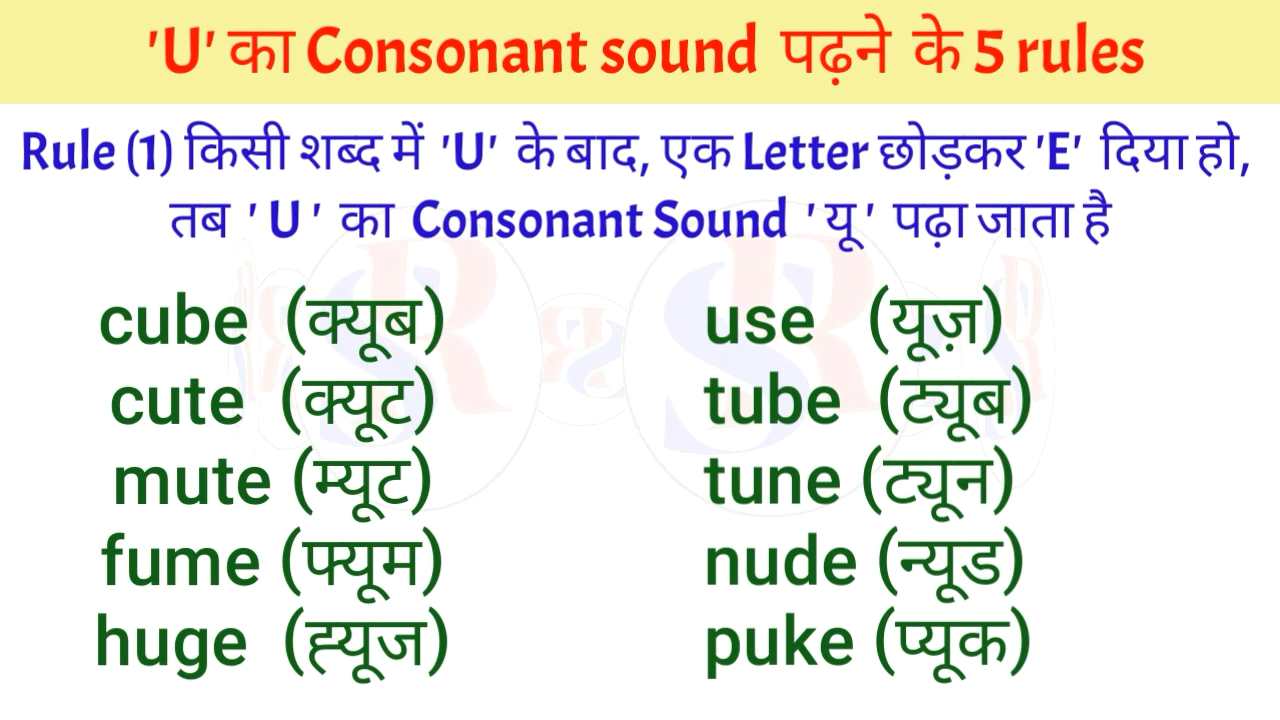 'U' का Consonant sound पढ़ने के 5 rules
Rule (1) किसी शब्द में 'U' के बाद, एक Letter छोड़कर 'E' दिया हो,
तब ' U ' का Consonant Sound ' यू ' पढ़ा जाता है
cube (क्यूब)
cute (क्यूट)
mute (म्यूट)
fume (फ्यूम)
huge (ह्यूज)
use (यूज़)
tube (ट्यूब)
tune (ट्यून)
nude (न्यूड)
puke (प्यूक)